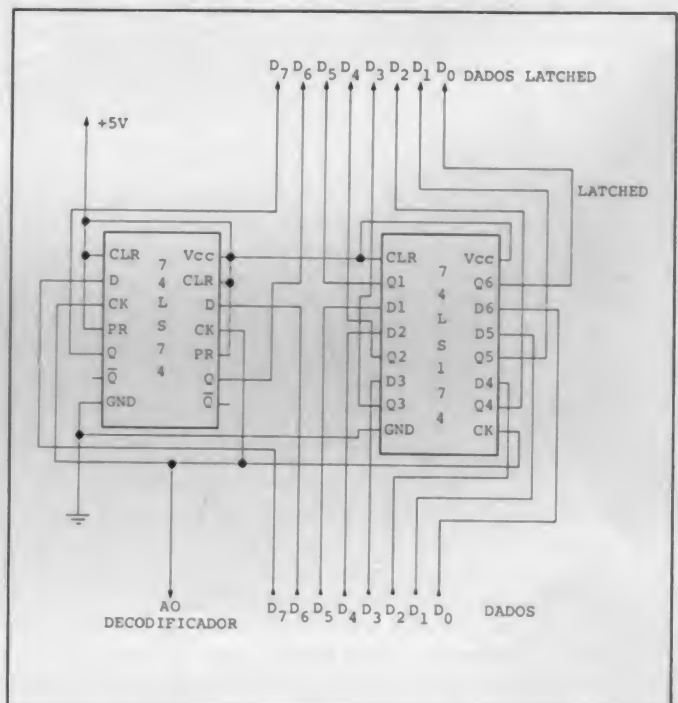 D7 D6 D5 D4 D3 D2 D1 D0 DADOS LATCHED
+5V
LATCHED
CLR 7 Vcc
D 4 CLR
CK L D
PR S CK
Q 7 PR
Q̅ 4 Q
GND Q̅
CLR 7 Vcc
Q1 4 Q6
D1 L D6
D2 S D5
Q2 1 Q5
D3 7 D4
Q3 4 Q4
GND CK
AO
DECODIFICADOR
D7 D6 D5 D4 D3 D2 D1 D0 DADOS